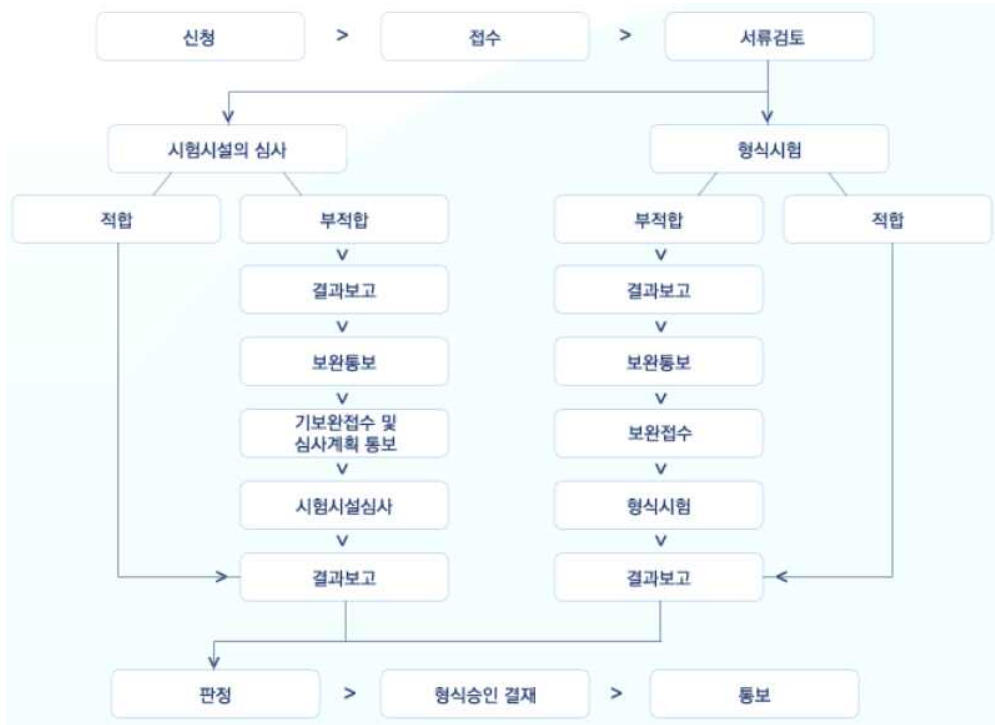 신청 > 접수 > 서류검토
시험시설의 심사
형식시험
적합
부적합
부적합
적합
결과보고
결과보고
보완통보
보완통보
기보완접수 및
심사계획 통보
보완접수
시험시설심사
형식시험
결과보고
결과보고
판정 > 형식승인 결재 > 통보